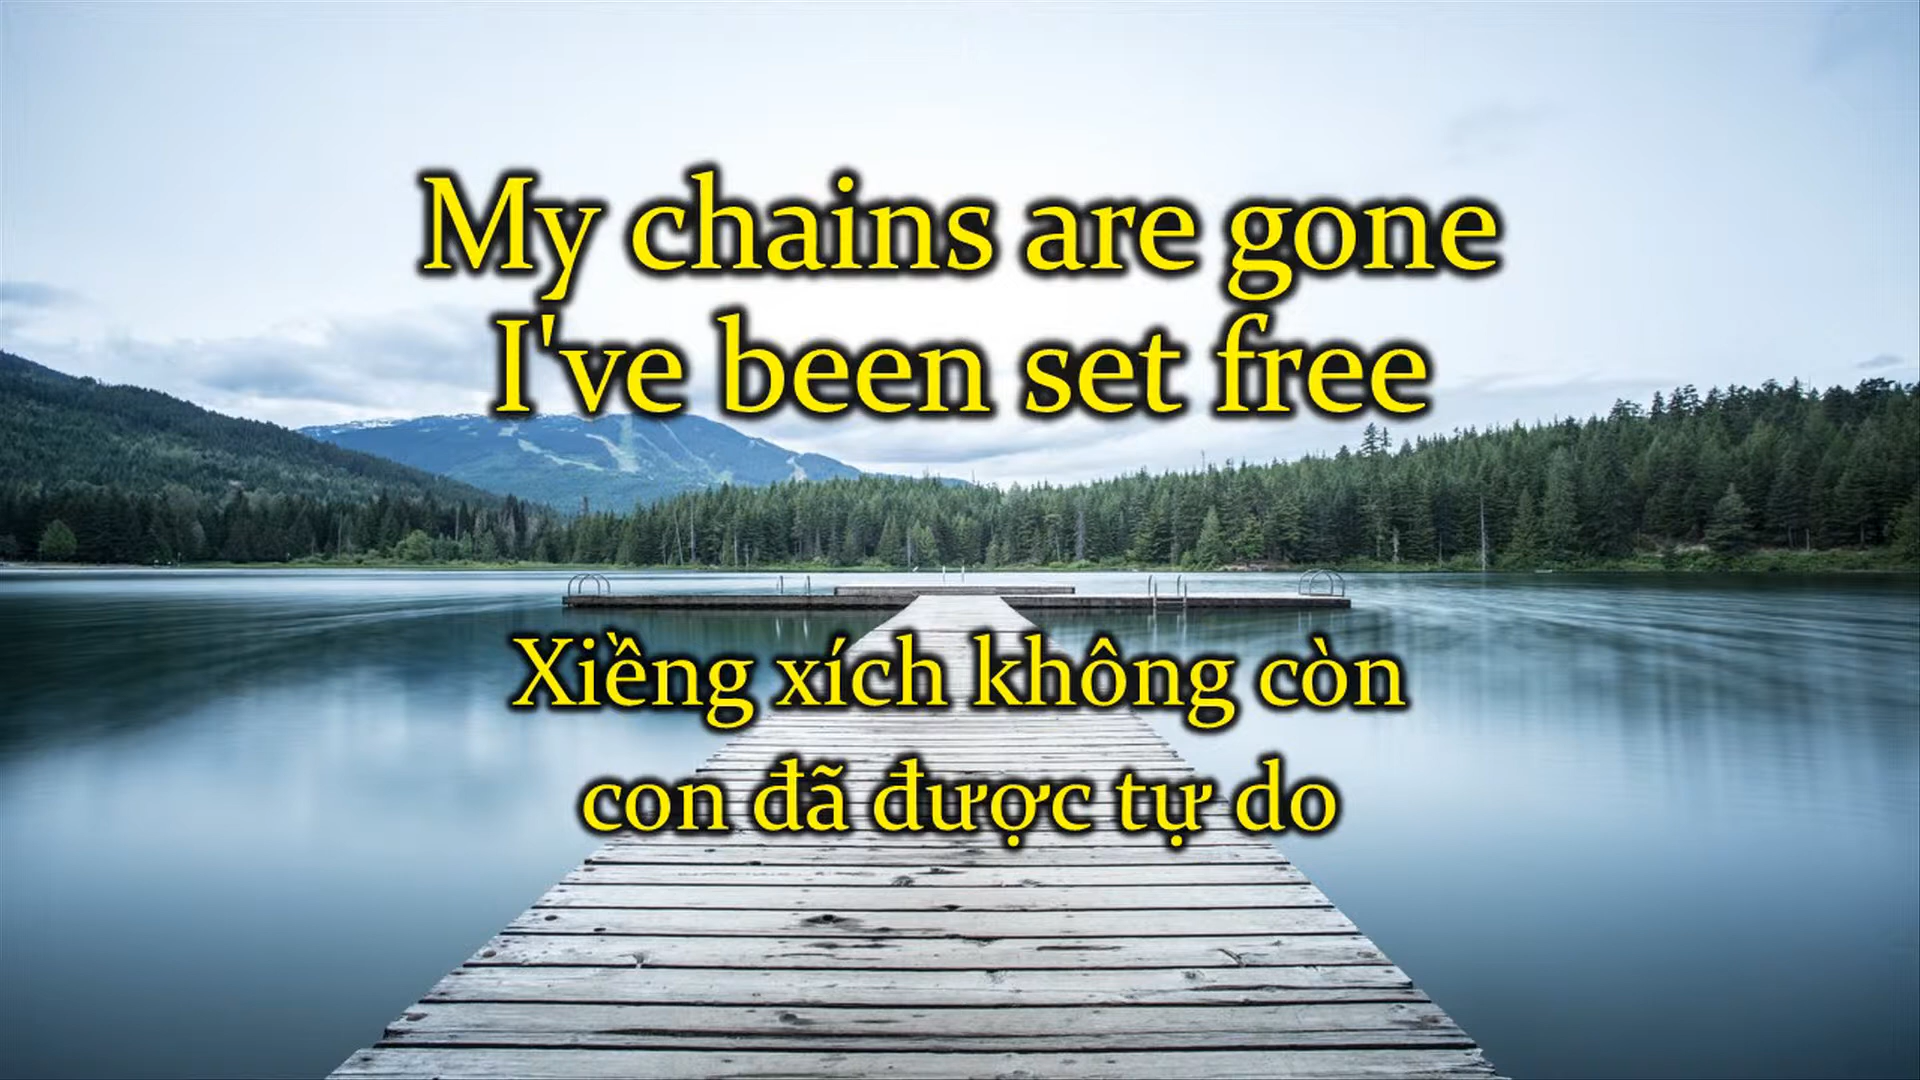 My chains are gone
I've been set free
Xiềng xích không còn
con đã được tự do